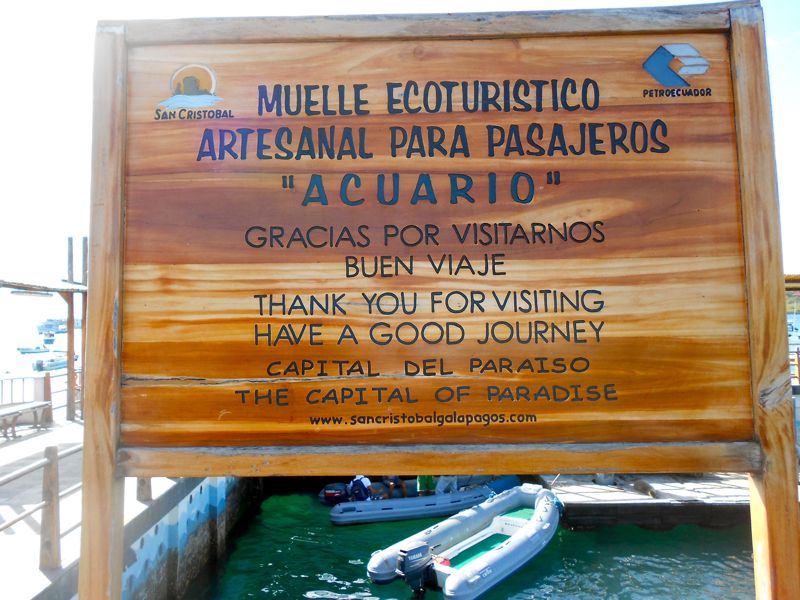 SAN CRISTOBAL
PETROECUADOR
MUELLE ECOTURISTICO
ARTESANAL PARA PASAJEROS
"ACUARIO"
GRACIAS POR VISITARNOS
BUEN VIAJE
THANK YOU FOR VISITING
HAVE A GOOD JOURNEY
CAPITAL DEL PARAISO
THE CAPITAL OF PARADISE
www.sancristobalgalapagos.com
YAMAHA